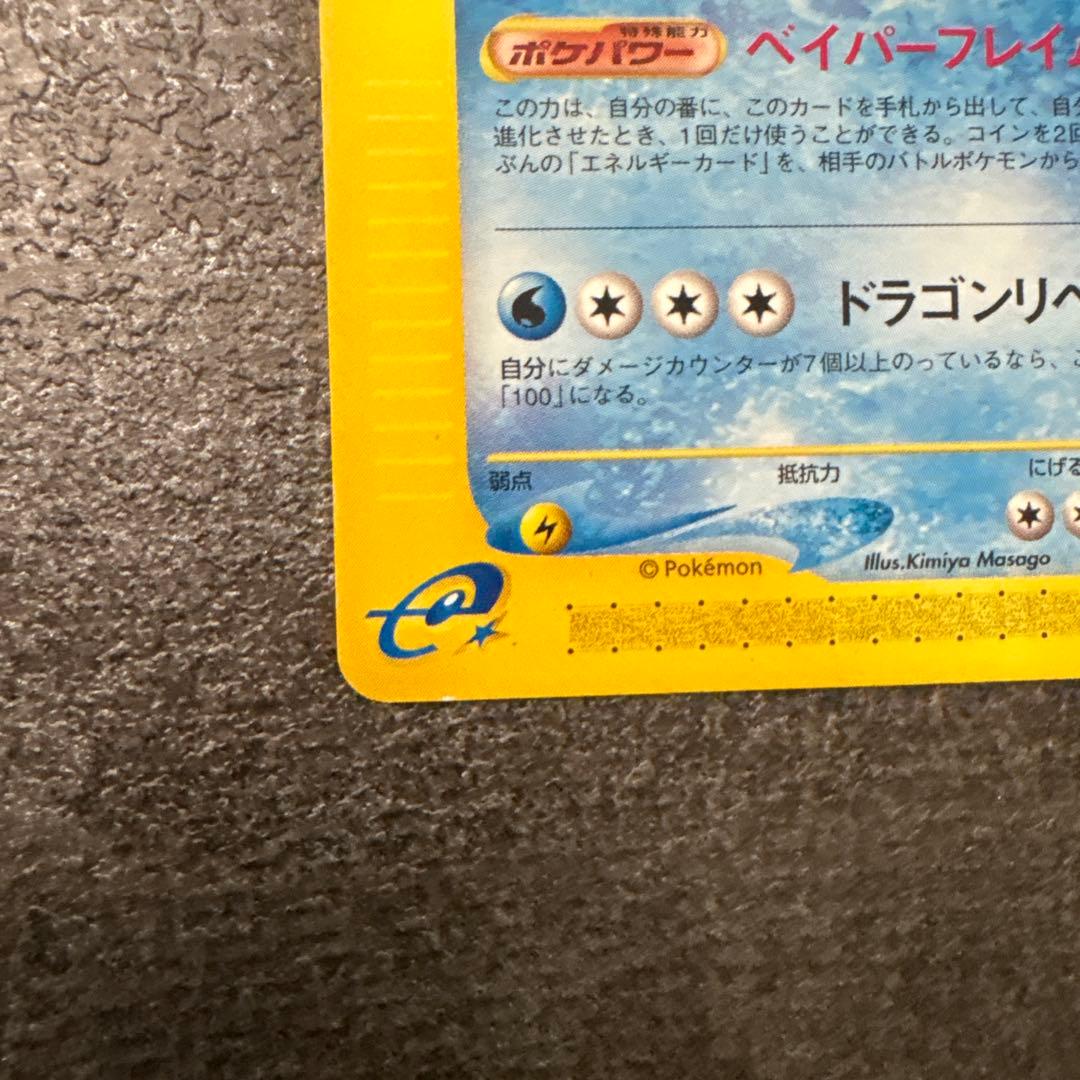 特殊能力
ポケパワー ベイパーフレイム
この力は、自分の番に、このカードを手札から出して、自分
進化させたとき、1回だけ使うことができる。コインを2回
ぶんの「エネルギーカード」を、相手のバトルポケモンから
ドラゴンリベ
自分にダメージカウンターが7個以上のっているなら、こ
「100」になる。
弱点 抵抗力 にげる
©Pokémon Illus.Kimiya Masago
e